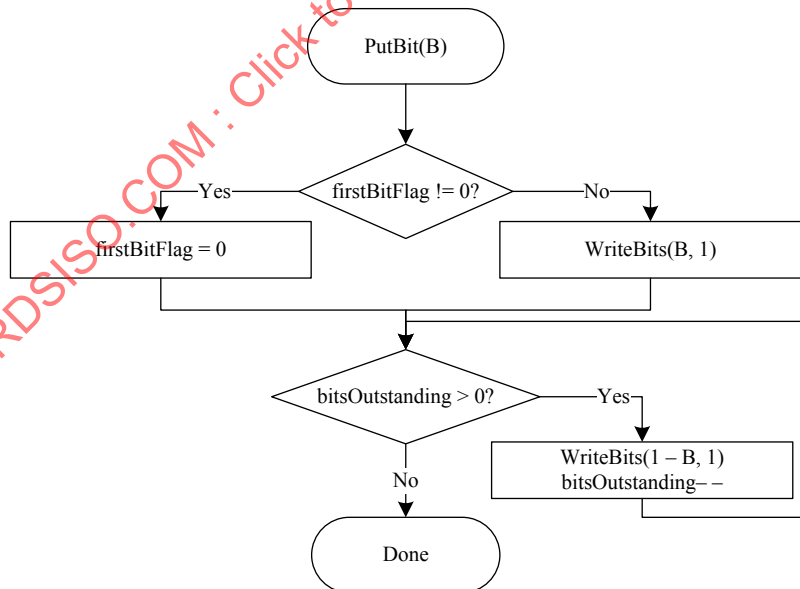 PutBit(B)
firstBitFlag != 0?
Yes
No
firstBitFlag = 0
WriteBits(B, 1)
bitsOutstanding > 0?
Yes
WriteBits(1 – B, 1)
bitsOutstanding– –
No
Done
RDSISO.COM : Click to